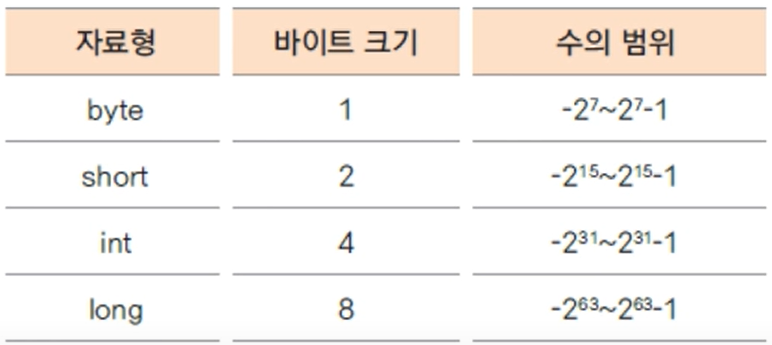 자료형 바이트 크기 수의 범위
byte 1 -2⁷~2⁷-1
short 2 -2¹⁵~2¹⁵-1
int 4 -2³¹~2³¹-1
long 8 -2⁶³~2⁶³-1